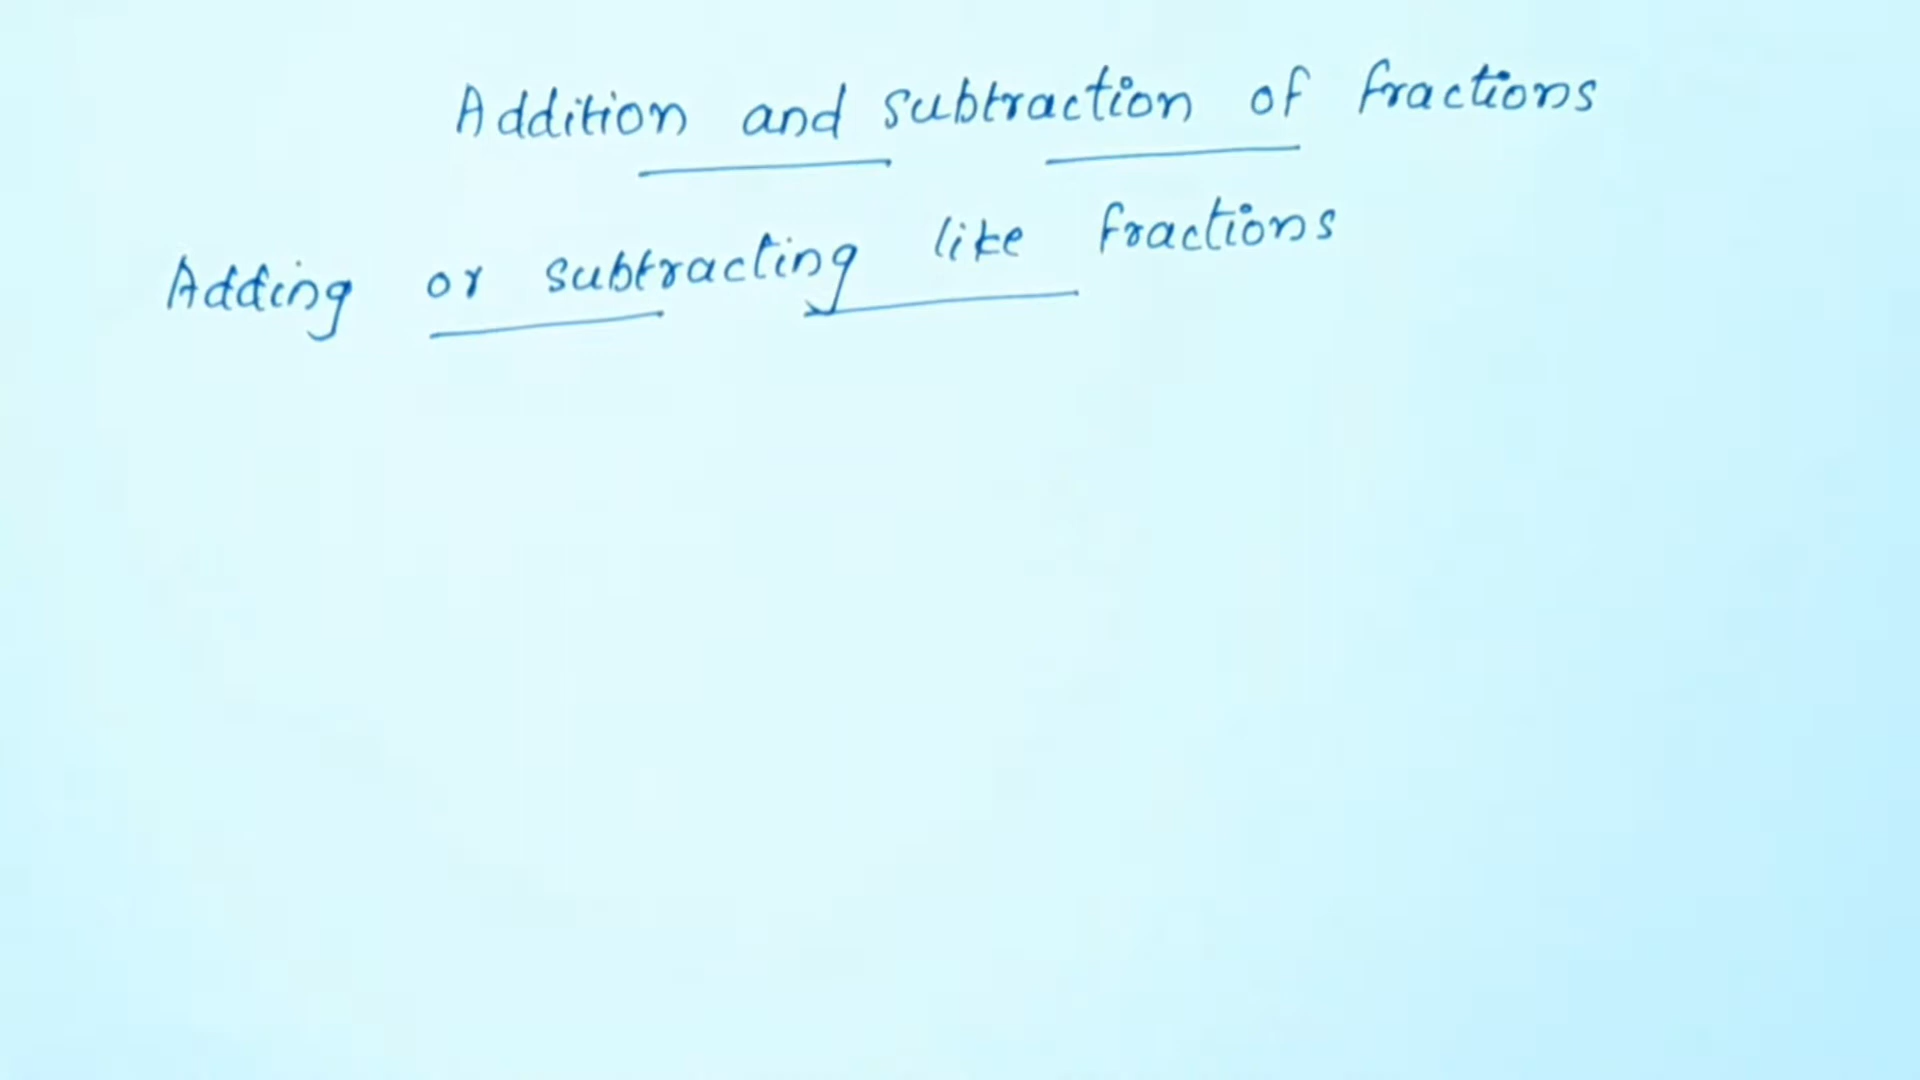 Addition and subtraction of fractions
Adding or subtracting like fractions